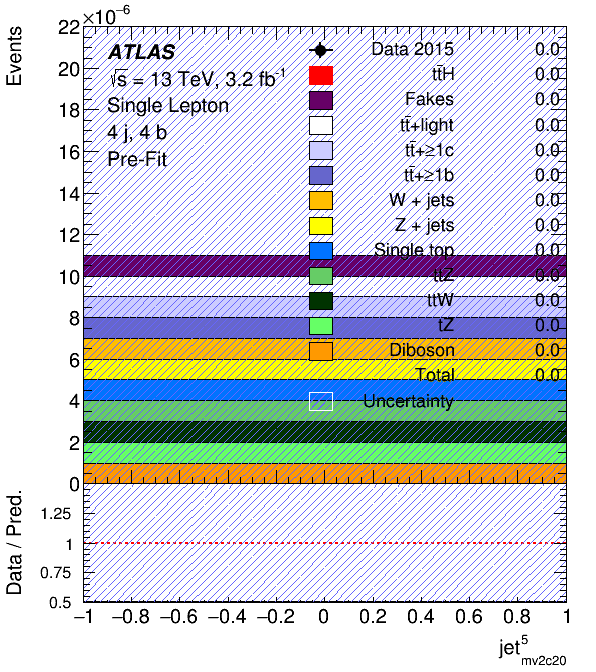 ×10⁻⁶
Events
22
20
18
16
14
12
10
8
6
4
2
0
ATLAS
√s = 13 TeV, 3.2 fb⁻¹
Single Lepton
4 j, 4 b
Pre-Fit
Data 2015 0.0
tt̄H 0.0
Fakes 0.0
tt̄+light 0.0
tt̄+≥1c 0.0
tt̄+≥1b 0.0
W + jets 0.0
Z + jets 0.0
Single top 0.0
ttZ 0.0
ttW 0.0
tZ 0.0
Diboson 0.0
Total 0.0
Uncertainty
Data / Pred.
1.25
1
0.75
0.5
−1 −0.8 −0.6 −0.4 −0.2 0 0.2 0.4 0.6 0.8 1
jet⁵mv2c20